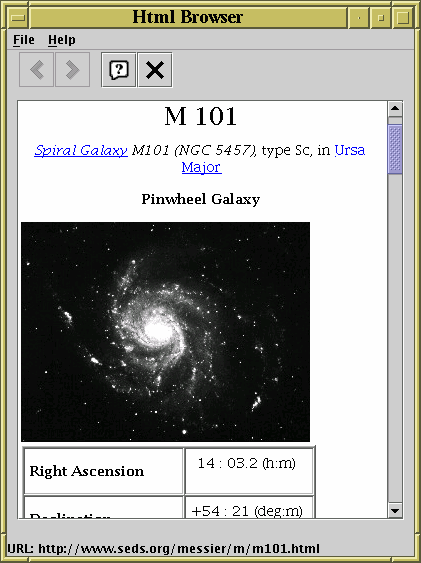 Html Browser
File Help
M 101
Spiral Galaxy M101 (NGC 5457), type Sc, in Ursa
Major
Pinwheel Galaxy
Right Ascension 14 : 03.2 (h:m)
Declination +54 : 21 (deg:m)
URL: http://www.seds.org/messier/m/m101.html